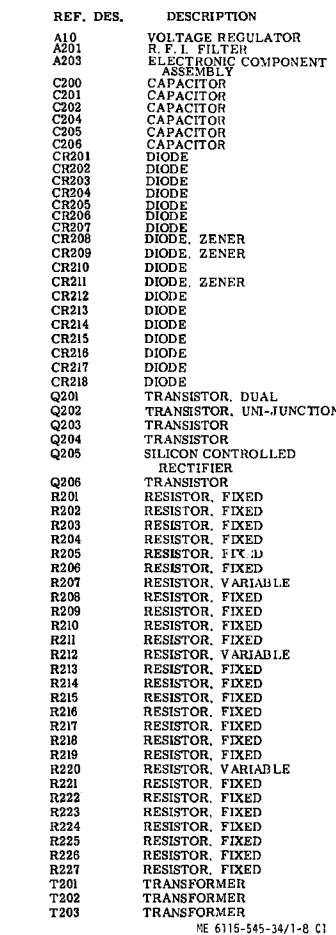 REF. DES. DESCRIPTION
A10 VOLTAGE REGULATOR
A201 R.F.I. FILTER
A203 ELECTRONIC COMPONENT
ASSEMBLY
C200 CAPACITOR
C201 CAPACITOR
C202 CAPACITOR
C204 CAPACITOR
C205 CAPACITOR
C206 CAPACITOR
CR201 DIODE
CR202 DIODE
CR203 DIODE
CR204 DIODE
CR205 DIODE
CR206 DIODE
CR207 DIODE
CR208 DIODE, ZENER
CR209 DIODE, ZENER
CR210 DIODE
CR211 DIODE, ZENER
CR212 DIODE
CR213 DIODE
CR214 DIODE
CR215 DIODE
CR216 DIODE
CR217 DIODE
CR218 DIODE
Q201 TRANSISTOR, DUAL
Q202 TRANSISTOR, UNI-JUNCTION
Q203 TRANSISTOR
Q204 TRANSISTOR
Q205 SILICON CONTROLLED
RECTIFIER
Q206 TRANSISTOR
R201 RESISTOR, FIXED
R202 RESISTOR, FIXED
R203 RESISTOR, FIXED
R204 RESISTOR, FIXED
R205 RESISTOR, FIXED
R206 RESISTOR, FIXED
R207 RESISTOR, VARIABLE
R208 RESISTOR, FIXED
R209 RESISTOR, FIXED
R210 RESISTOR, FIXED
R211 RESISTOR, FIXED
R212 RESISTOR, VARIABLE
R213 RESISTOR, FIXED
R214 RESISTOR, FIXED
R215 RESISTOR, FIXED
R216 RESISTOR, FIXED
R217 RESISTOR, FIXED
R218 RESISTOR, FIXED
R219 RESISTOR, FIXED
R220 RESISTOR, VARIABLE
R221 RESISTOR, FIXED
R222 RESISTOR, FIXED
R223 RESISTOR, FIXED
R224 RESISTOR, FIXED
R225 RESISTOR, FIXED
R226 RESISTOR, FIXED
R227 RESISTOR, FIXED
T201 TRANSFORMER
T202 TRANSFORMER
T203 TRANSFORMER
ME 6115-545-34/1-8 C1